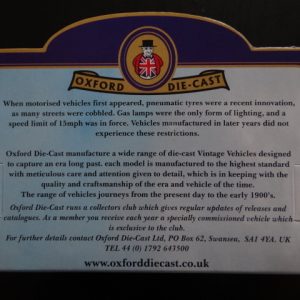 OXFORD DIE-CAST
When motorised vehicles first appeared, pneumatic tyres were a recent innovation,
as many streets were cobbled. Gas lamps were the only form of lighting, and a
speed limit of 15mph was in force. Vehicles manufactured in later years did not
experience these restrictions.
Oxford Die-Cast manufacture a wide range of die-cast Vintage Vehicles designed
to capture an era long past. each model is manufactured to the highest standard
with meticulous care and attention given to detail, which is in keeping with the
quality and craftsmanship of the era and vehicle of the time.
The range of vehicles journeys from the present day to the early 1900's.
Oxford Die-Cast runs a collectors club which gives regular updates of releases and
catalogues. As a member you receive each year a specially commissioned vehicle which
is exclusive to the club.
For further details contact Oxford Die-Cast Ltd, PO Box 62, Swansea, SA1 4YA. UK
TEL 44 (0) 1792 643500
www.oxforddiecast.co.uk